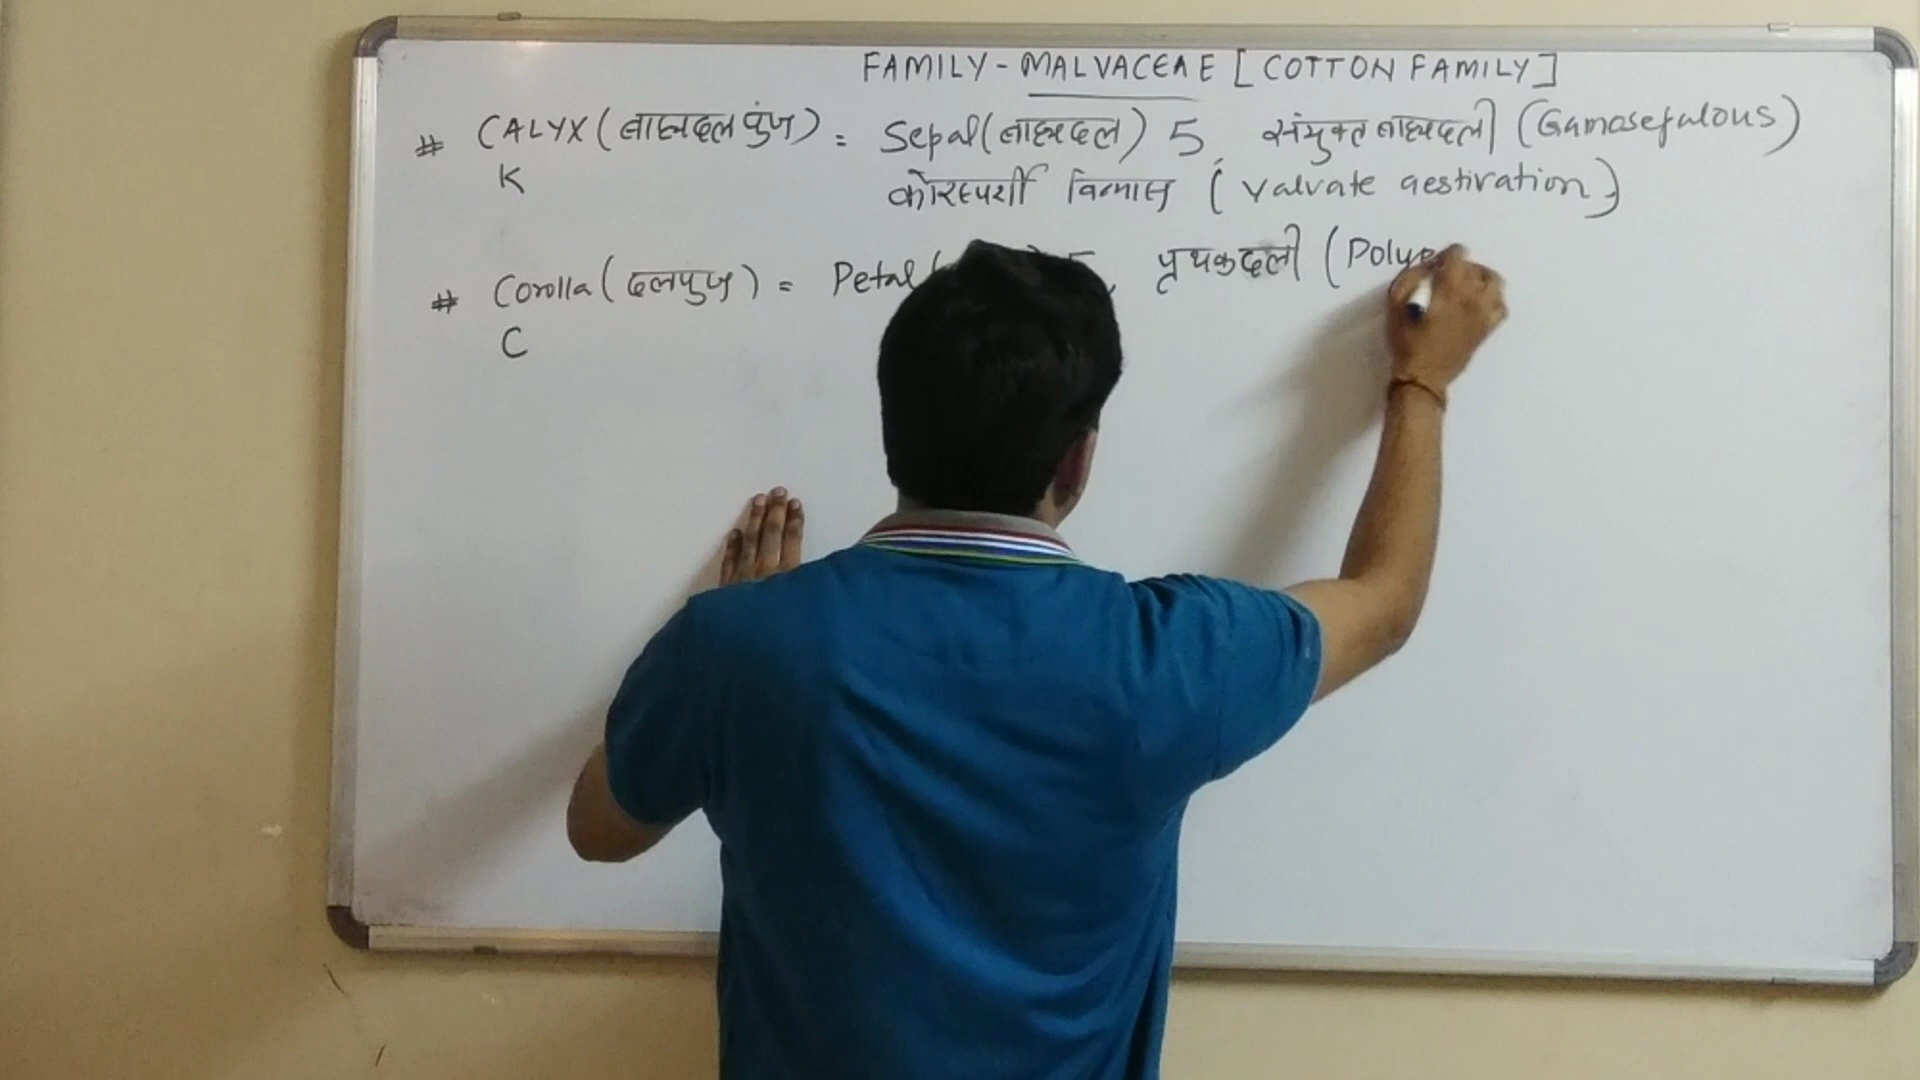 FAMILY - MALVACEAE [COTTON FAMILY]
# CALYX (बाह्यदलपुंज) = Sepal (बाह्यदल) 5, संयुक्त बाह्यदली (Gamosepalous)
K कोरस्पर्शी विन्यास (valvate aestivation)
# Corolla (दलपुंज) = Petal ( ) 5, पृथकदली (Polype
C